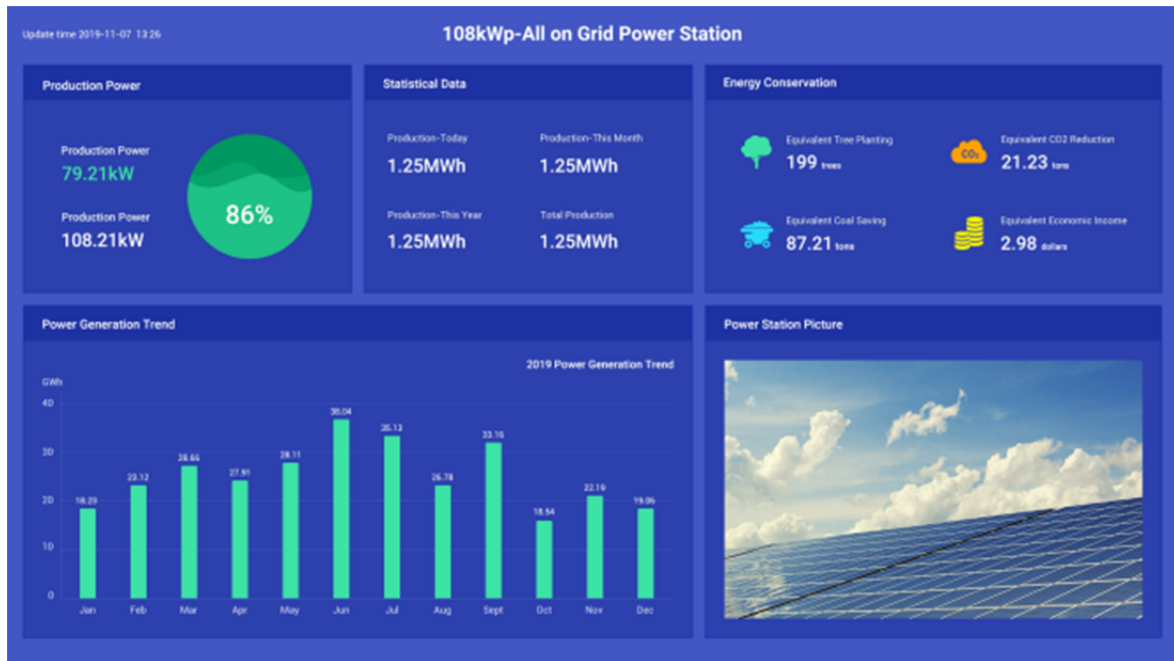 Update time 2019-11-07 13:26
108kWp-All on Grid Power Station
Production Power
Production Power
79.21kW
Production Power
108.21kW
86%
Statistical Data
Production-Today
1.25MWh
Production-This Month
1.25MWh
Production-This Year
1.25MWh
Total Production
1.25MWh
Energy Conservation
Equivalent Tree Planting
199 trees
CO₂
Equivalent CO2 Reduction
21.23 tons
Equivalent Coal Saving
87.21 tons
Equivalent Economic Income
2.98 dollars
Power Generation Trend
2019 Power Generation Trend
GWh
40
30
20
10
0
18.23
23.12
28.66
27.91
28.11
38.04
35.13
26.78
33.16
18.54
22.19
19.06
Jan
Feb
Mar
Apr
May
Jun
Jul
Aug
Sept
Oct
Nov
Dec
Power Station Picture